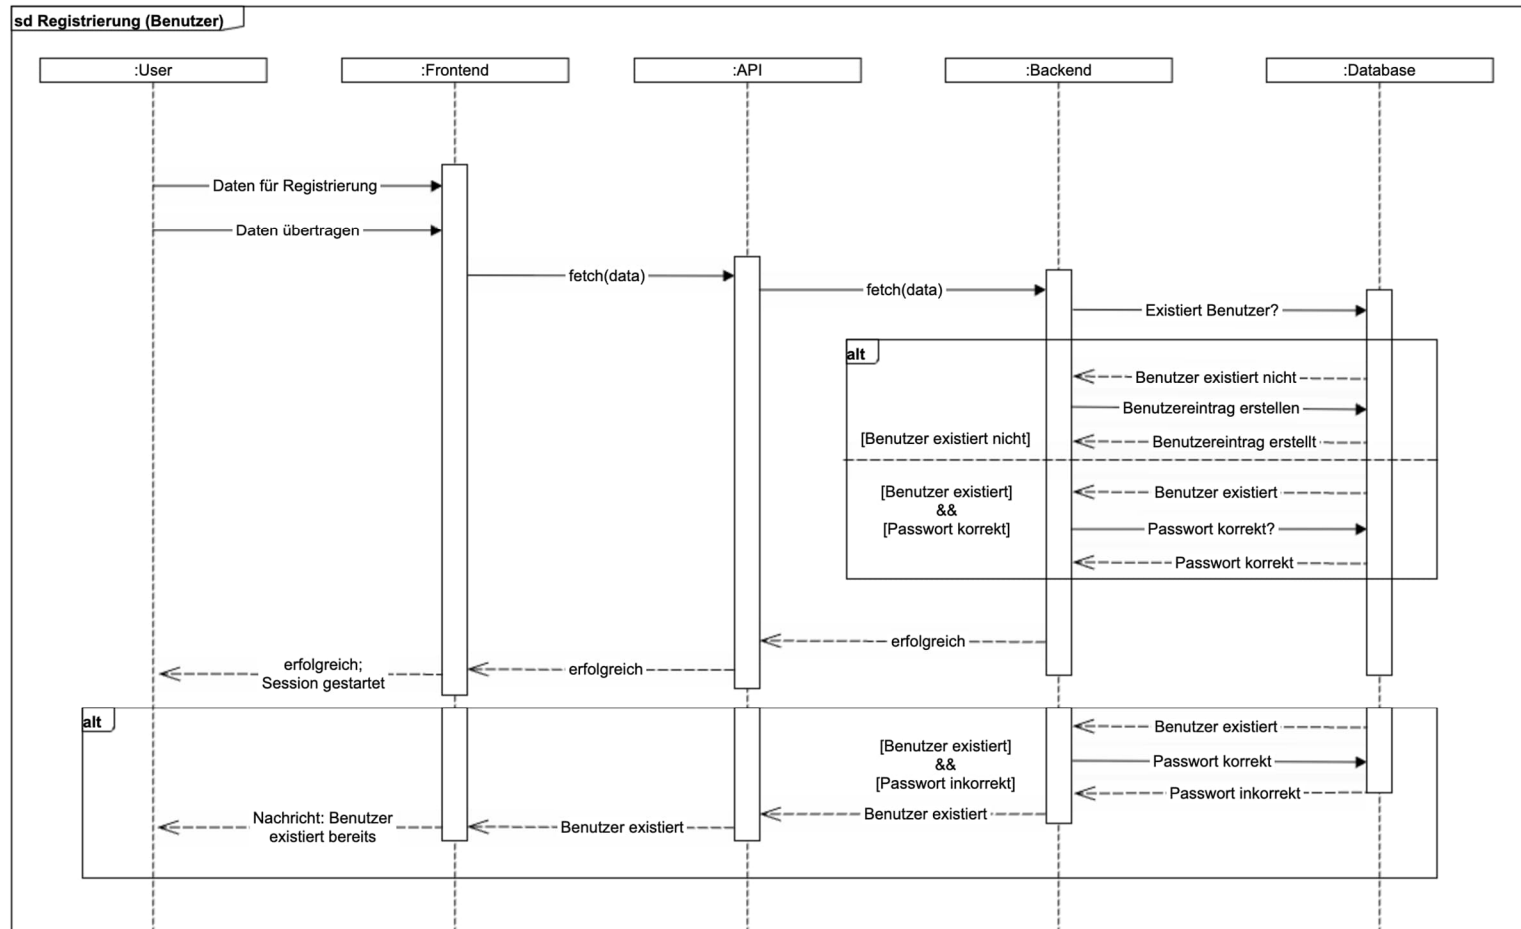 sd Registrierung (Benutzer)
:User
:Frontend
:API
:Backend
:Database
Daten für Registrierung
Daten übertragen
fetch(data)
fetch(data)
Existiert Benutzer?
alt
Benutzer existiert nicht
Benutzereintrag erstellen
[Benutzer existiert nicht]
Benutzereintrag erstellt
[Benutzer existiert]
&&
[Passwort korrekt]
Benutzer existiert
Passwort korrekt?
Passwort korrekt
erfolgreich
erfolgreich
erfolgreich;
Session gestartet
alt
Benutzer existiert
[Benutzer existiert]
&&
[Passwort inkorrekt]
Passwort korrekt
Passwort inkorrekt
Benutzer existiert
Benutzer existiert
Nachricht: Benutzer
existiert bereits